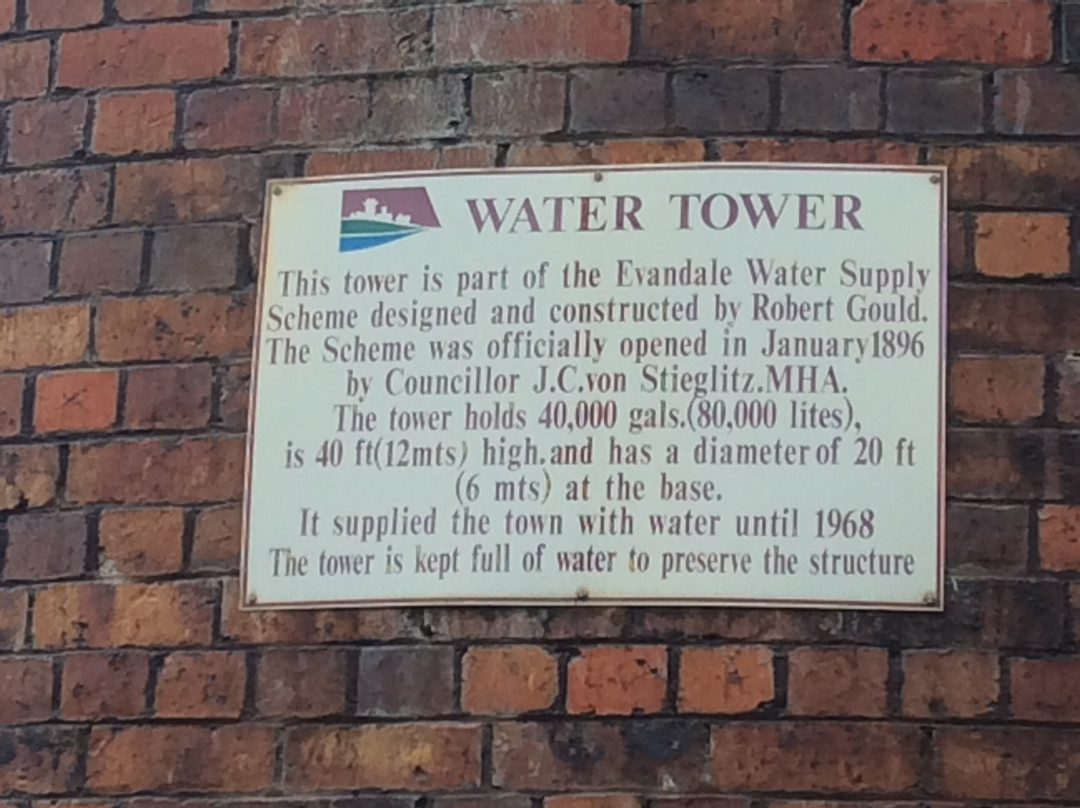 WATER TOWER
This tower is part of the Evandale Water Supply
Scheme designed and constructed by Robert Gould.
The Scheme was officially opened in January1896
by Councillor J.C.von Stieglitz.MHA.
The tower holds 40,000 gals.(80,000 lites),
is 40 ft(12mts) high.and has a diameter of 20 ft
(6 mts) at the base.
It supplied the town with water until 1968
The tower is kept full of water to preserve the structure